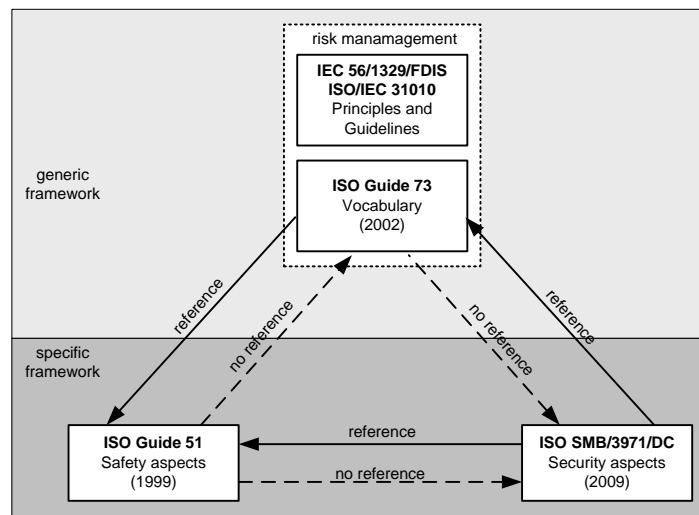 risk manamagement
IEC 56/1329/FDIS
ISO/IEC 31010
Principles and
Guidelines
generic
framework
ISO Guide 73
Vocabulary
(2002)
reference
no reference
no reference
reference
specific
framework
ISO Guide 51
Safety aspects
(1999)
reference
no reference
ISO SMB/3971/DC
Security aspects
(2009)